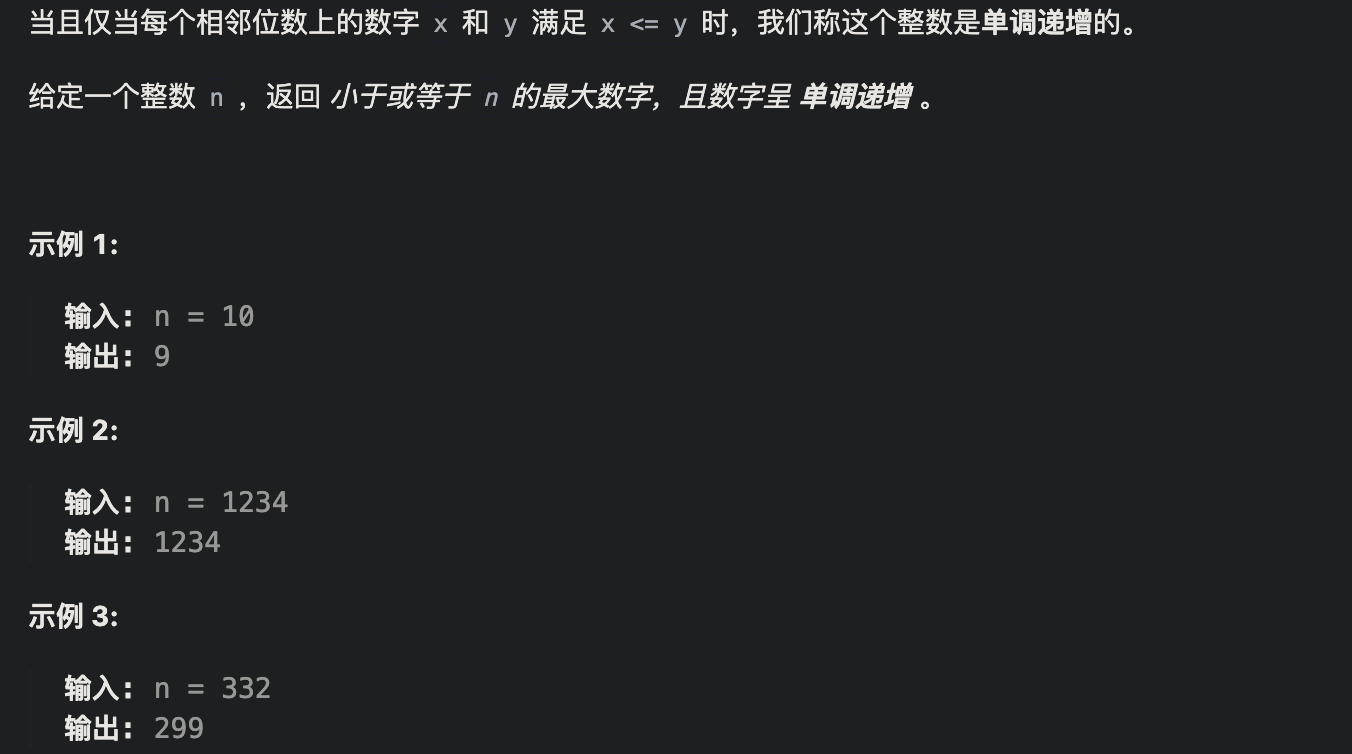 当且仅当每个相邻位数上的数字 x 和 y 满足 x <= y 时，我们称这个整数是单调递增的。
给定一个整数 n ，返回 小于或等于 n 的最大数字，且数字呈 单调递增 。
示例 1:
输入: n = 10
输出: 9
示例 2:
输入: n = 1234
输出: 1234
示例 3:
输入: n = 332
输出: 299